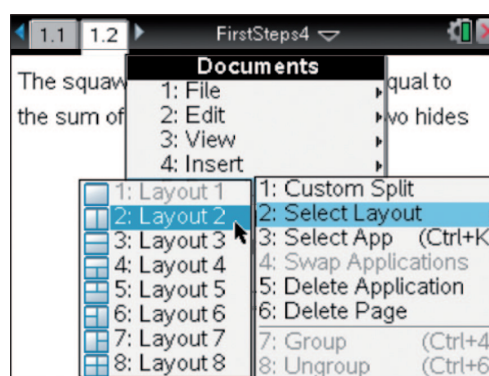 1.1 1.2 FirstSteps4
Documents
The squaw qual to
the sum of wo hides
1: File
2: Edit
3: View
4: Insert
1: Layout 1
2: Layout 2
3: Layout 3
4: Layout 4
5: Layout 5
6: Layout 6
7: Layout 7
8: Layout 8
1: Custom Split
2: Select Layout
3: Select App (Ctrl+K
4: Swap Applications
5: Delete Application
6: Delete Page
7: Group (Ctrl+4
8: Ungroup (Ctrl+6